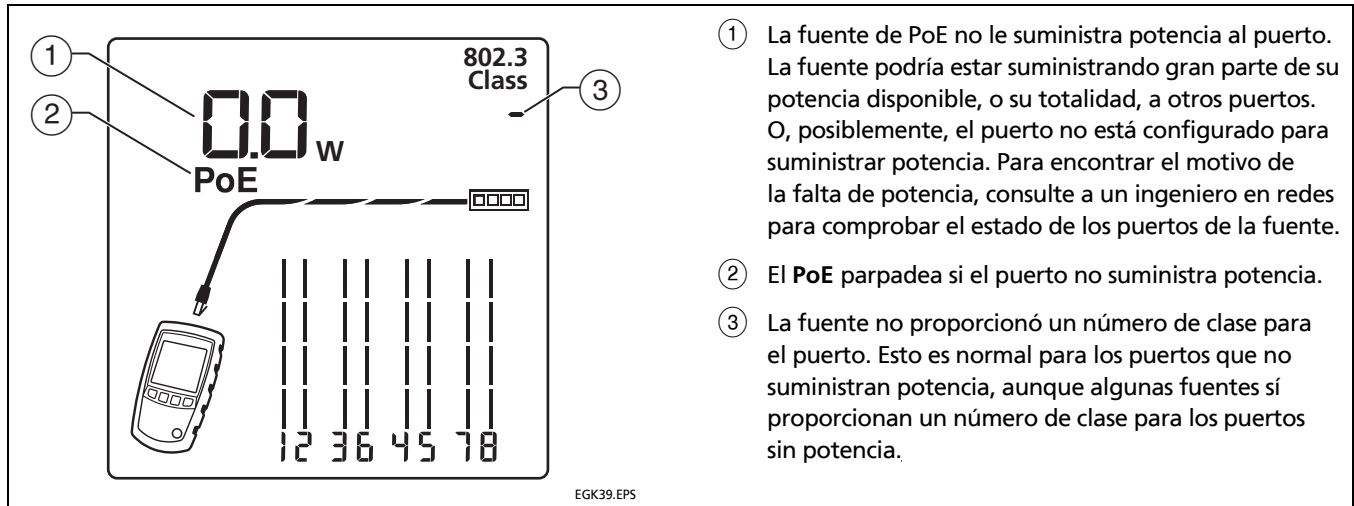 1
2
3
0.0 W
PoE
802.3
Class
-
12 36 45 78
EGK39.EPS
1 La fuente de PoE no le suministra potencia al puerto.
La fuente podría estar suministrando gran parte de su
potencia disponible, o su totalidad, a otros puertos.
O, posiblemente, el puerto no está configurado para
suministrar potencia. Para encontrar el motivo de
la falta de potencia, consulte a un ingeniero en redes
para comprobar el estado de los puertos de la fuente.
2 El PoE parpadea si el puerto no suministra potencia.
3 La fuente no proporcionó un número de clase para
el puerto. Esto es normal para los puertos que no
suministran potencia, aunque algunas fuentes sí
proporcionan un número de clase para los puertos
sin potencia.